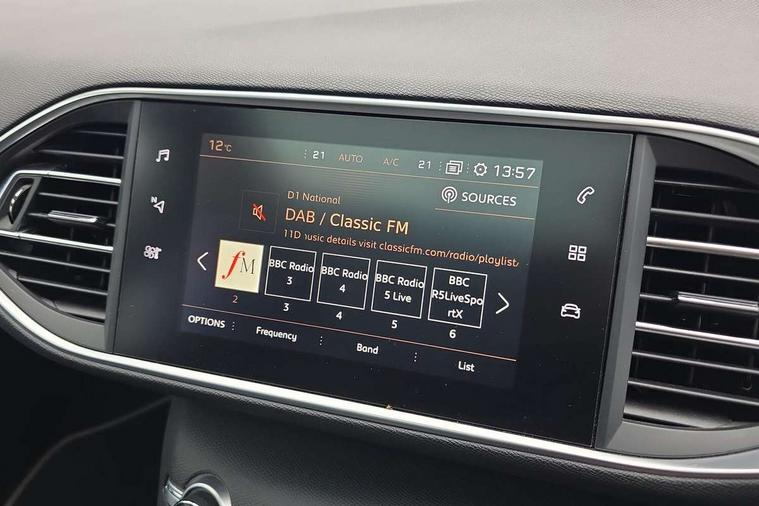 12°C 21 AUTO A/C 21 13:57
SOURCES
D1 National
DAB / Classic FM
11D music details visit classicfm.com/radio/playlist
fM
BBC Radio
3
BBC Radio
4
BBC Radio
5 Live
BBC
R5LiveSpo
rtX
2 3 4 5 6
OPTIONS Frequency Band List
N